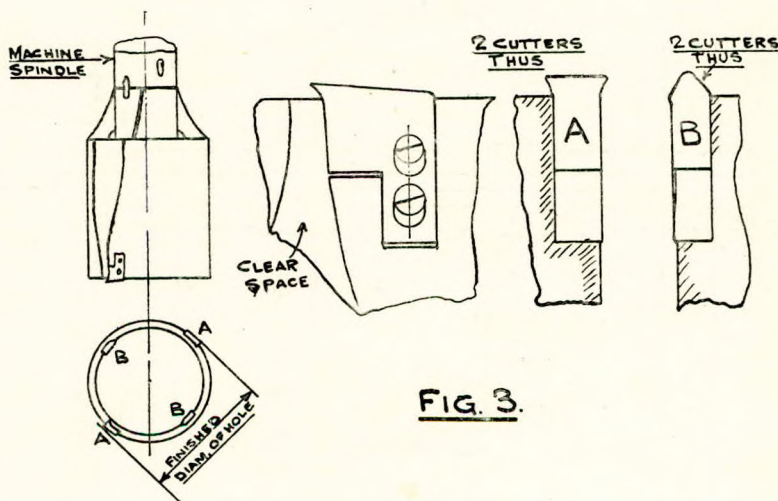 MACHINE
SPINDLE
2 CUTTERS
THUS
2 CUTTERS
THUS
A
B
CLEAR
SPACE
A
B
B
A
FINISHED
DIAM. OF HOLE
FIG. 3.